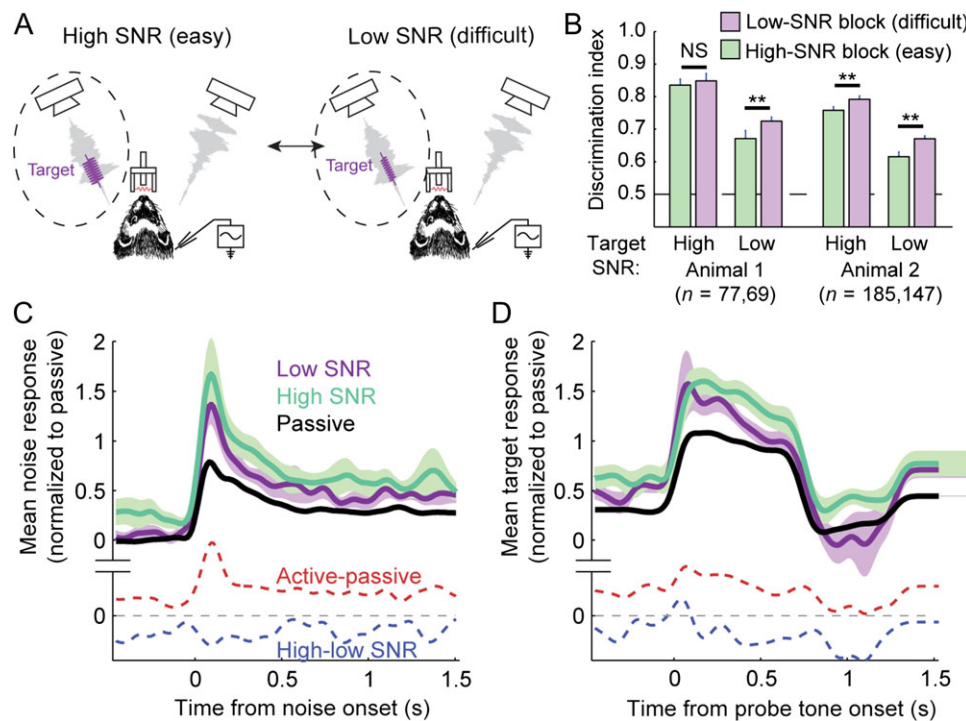 A
High SNR (easy)
Low SNR (difficult)
Target
Target
B
Low-SNR block (difficult)
High-SNR block (easy)
Discrimination index
1.0
0.9
0.8
0.7
0.6
0.5
NS
**
**
**
Target SNR:
High Low High Low
Animal 1
(n = 77,69)
Animal 2
(n = 185,147)
C
Mean noise response
(normalized to passive)
2
1.5
1
0.5
0
0
Low SNR
High SNR
Passive
Active-passive
High-low SNR
0 0.5 1 1.5
Time from noise onset (s)
D
Mean target response
(normalized to passive)
2
1.5
1
0.5
0
0
0 0.5 1 1.5
Time from probe tone onset (s)